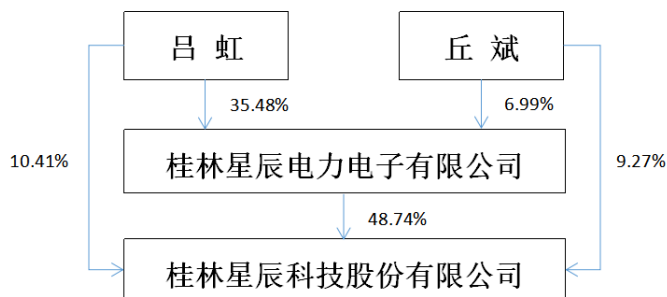 吕 虹
丘 斌
35.48%
6.99%
10.41%
桂林星辰电力电子有限公司
9.27%
48.74%
桂林星辰科技股份有限公司